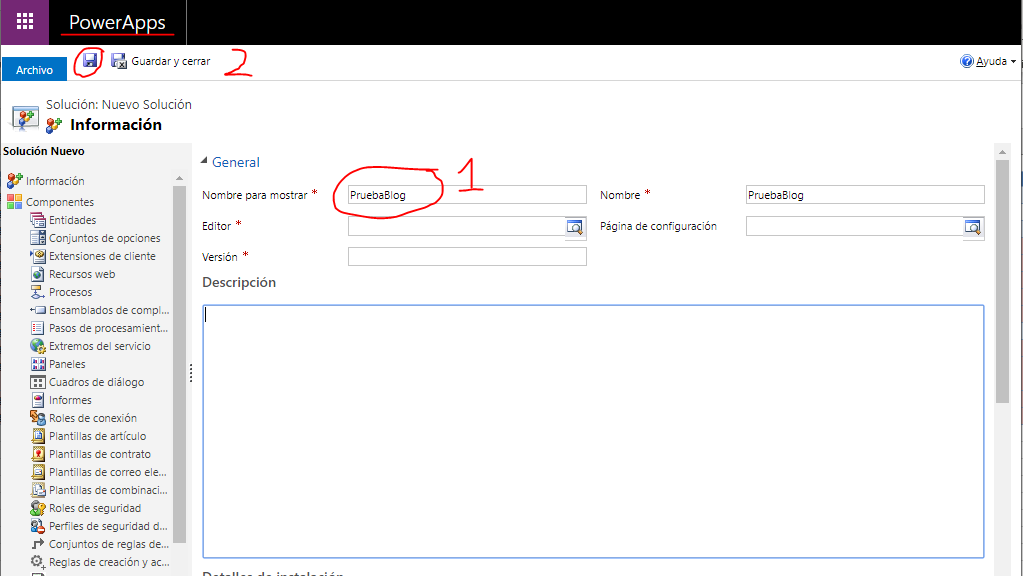 PowerApps
Archivo
Guardar y cerrar
2
Ayuda
Solución: Nuevo Solución
Información
Solución Nuevo
Información
Componentes
Entidades
Conjuntos de opciones
Extensiones de cliente
Recursos web
Procesos
Ensamblados de compl...
Pasos de procesamient...
Extremos del servicio
Paneles
Cuadros de diálogo
Informes
Roles de conexión
Plantillas de artículo
Plantillas de contrato
Plantillas de correo ele...
Plantillas de combinaci...
Roles de seguridad
Perfiles de seguridad d...
Conjuntos de reglas de...
Reglas de creación y ac...
General
1
Nombre para mostrar * PruebaBlog
Nombre * PruebaBlog
Editor *
Página de configuración
Versión *
Descripción
Detalles de instalación